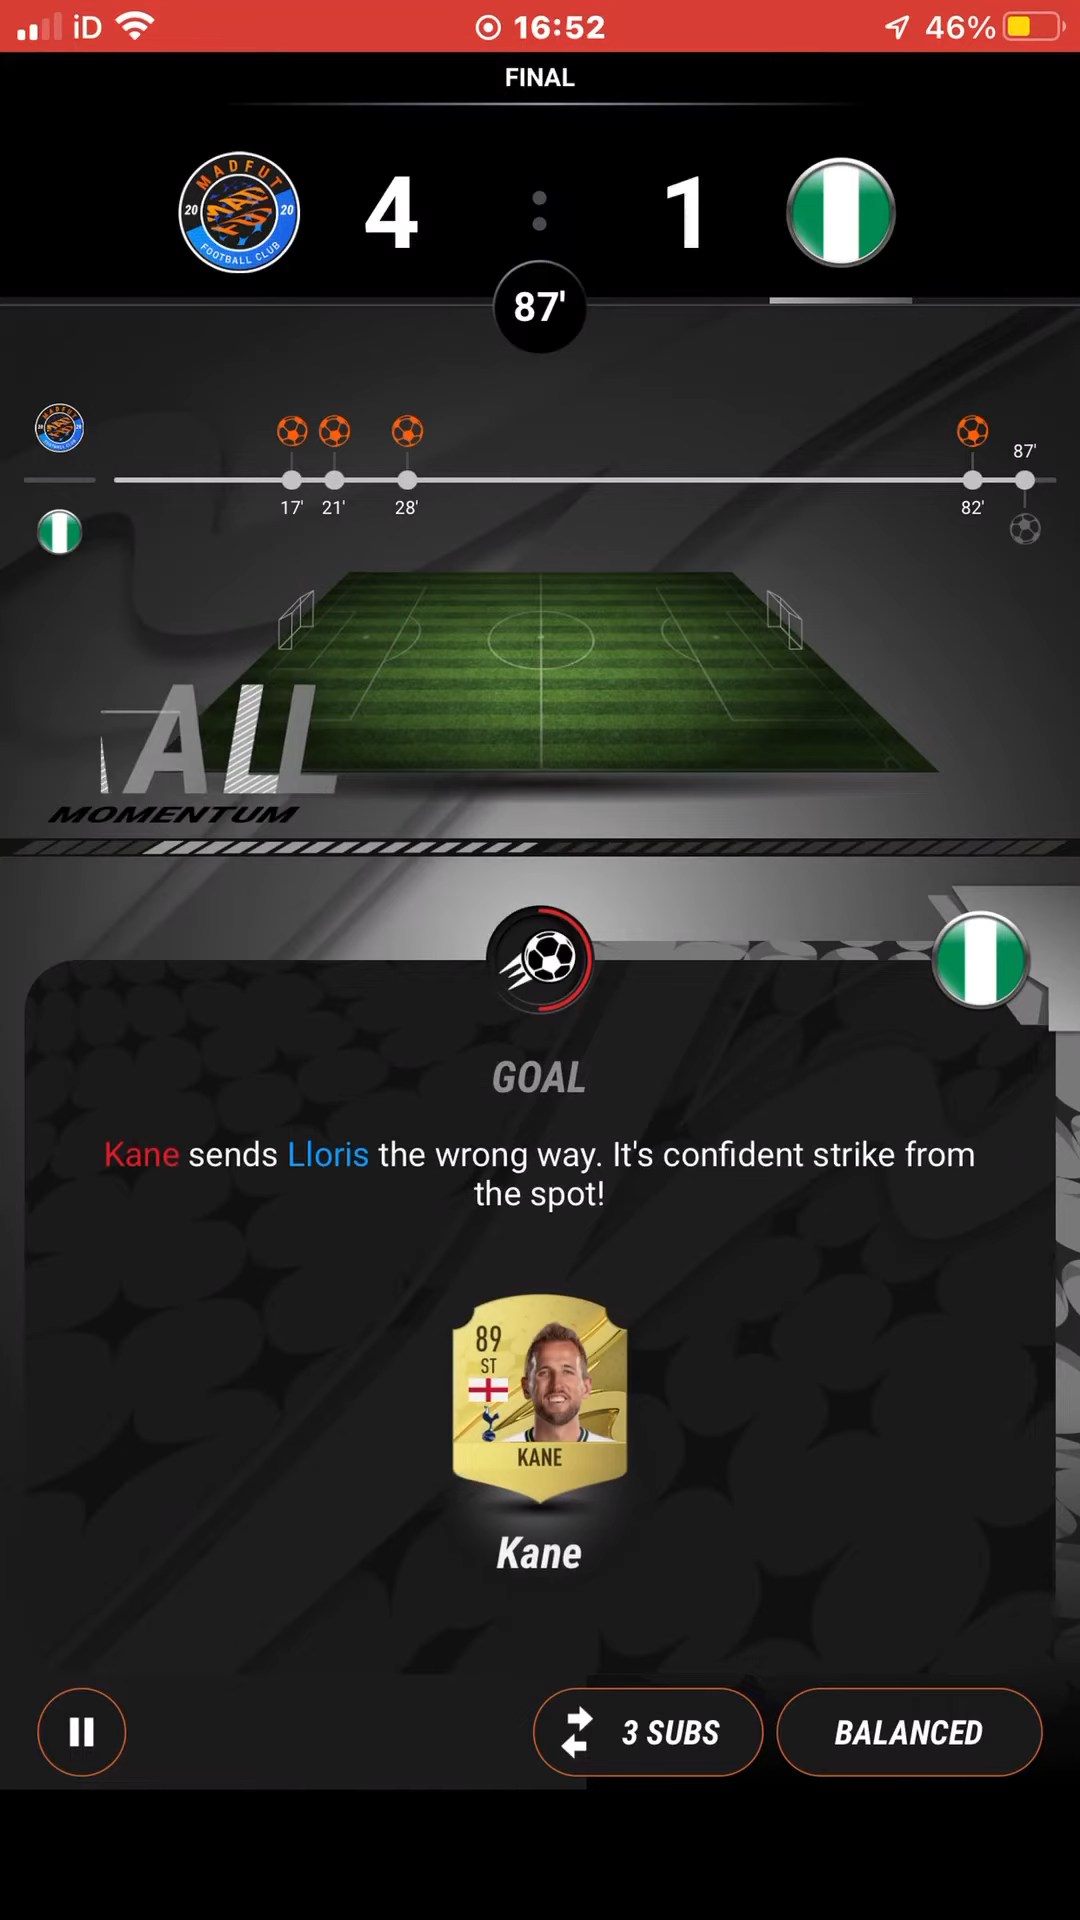 iD
16:52
46%
FINAL
MADFUT
20 20
FOOTBALL CLUB
4 : 1
87'
87'
17' 21' 28' 82'
ALL
MOMENTUM
GOAL
Kane sends Lloris the wrong way. It's confident strike from
the spot!
89
ST
KANE
Kane
3 SUBS
BALANCED